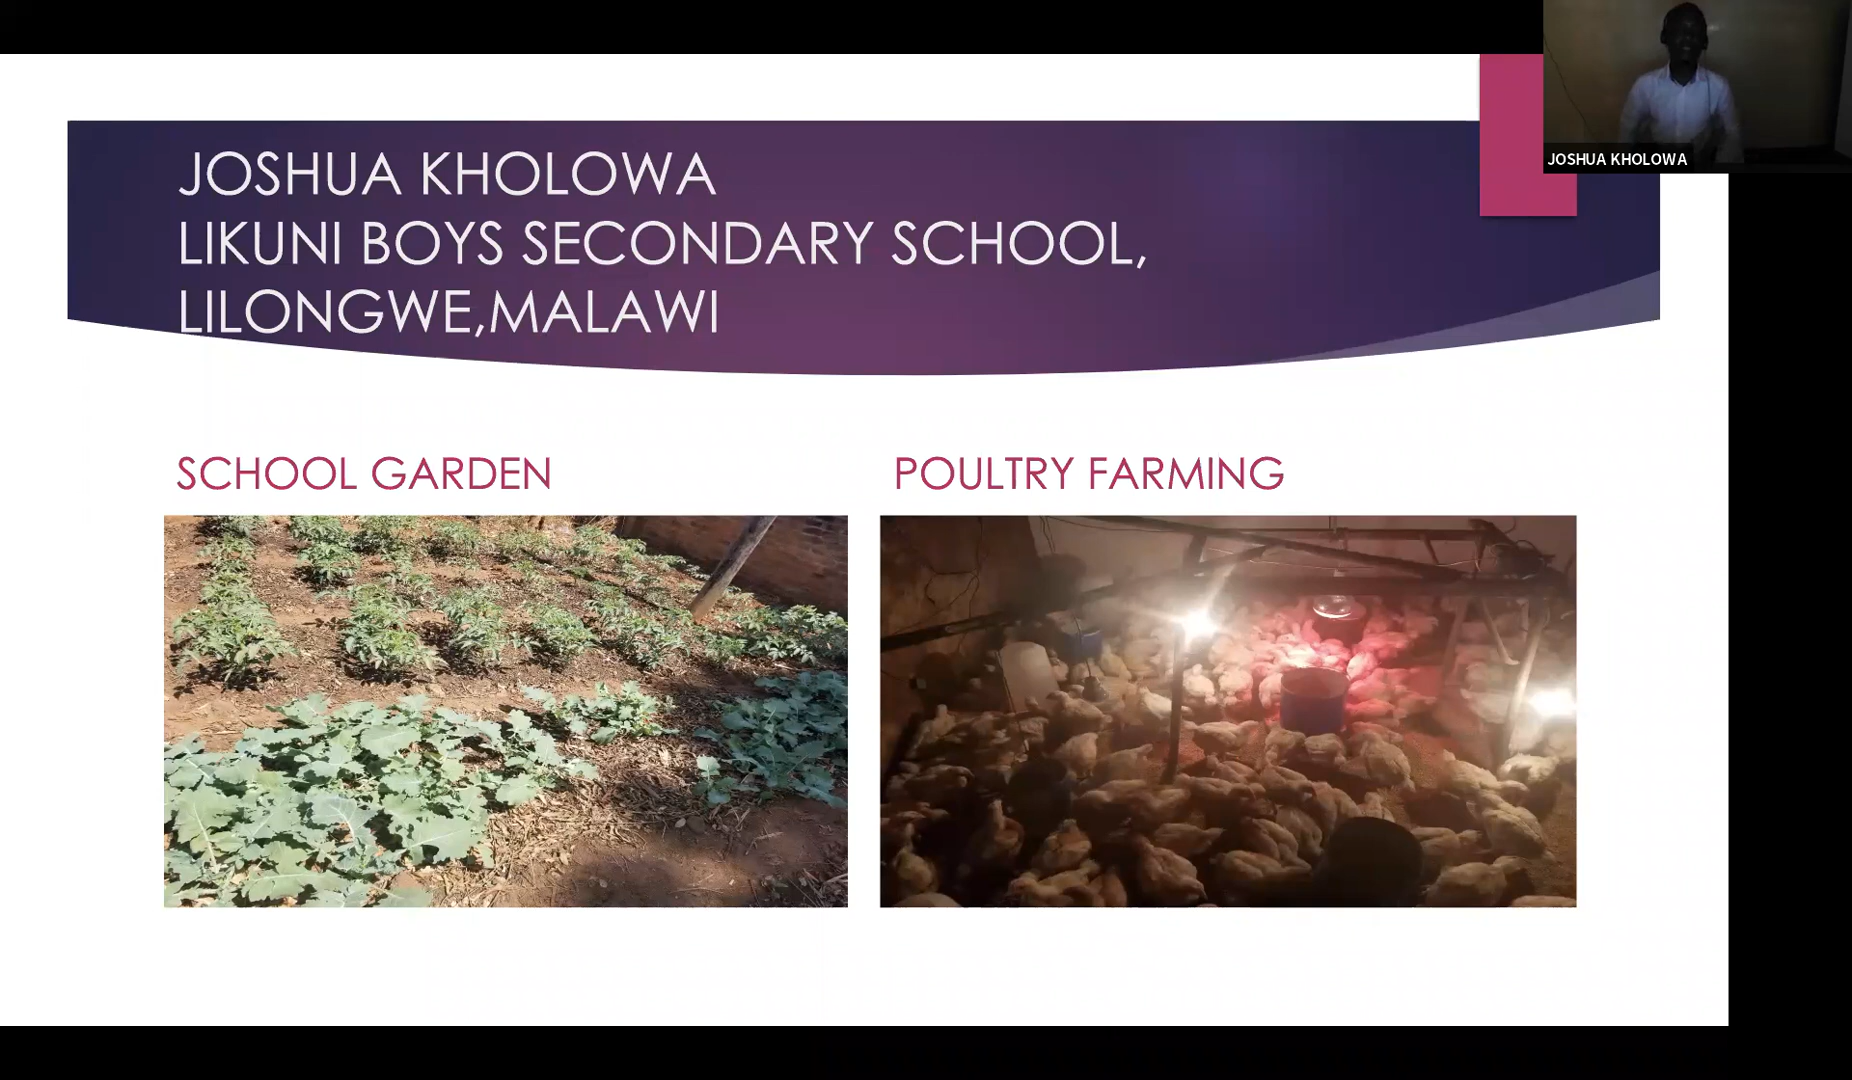 JOSHUA KHOLOWA
LIKUNI BOYS SECONDARY SCHOOL,
LILONGWE,MALAWI
JOSHUA KHOLOWA
SCHOOL GARDEN
POULTRY FARMING